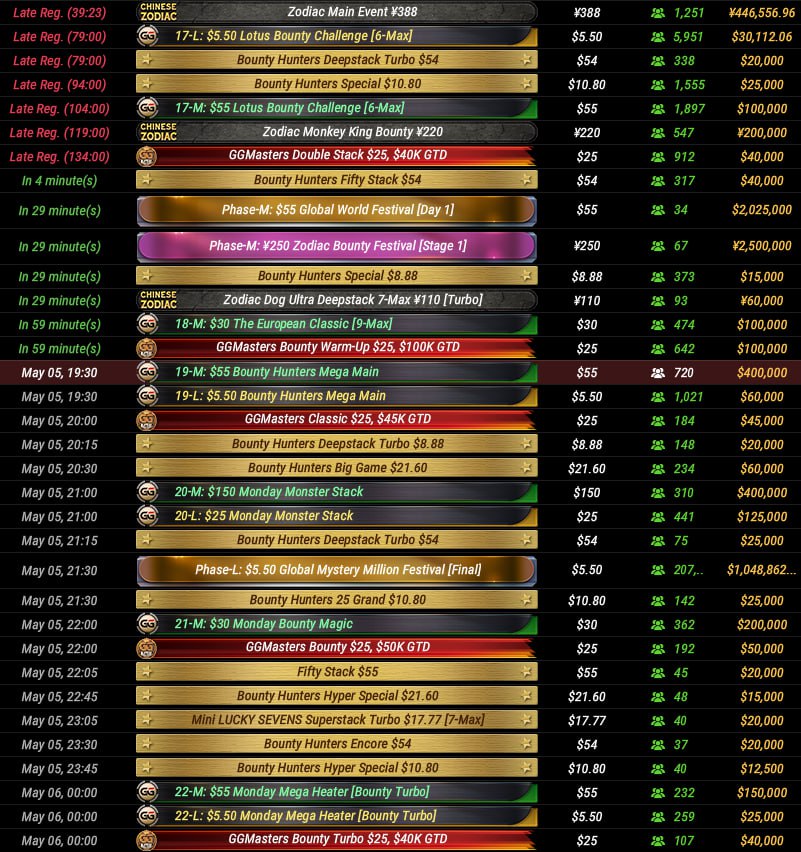 Late Reg. (39:23) CHINESE ZODIAC Zodiac Main Event ¥388 ¥388 1,251 ¥446,556.96
Late Reg. (79:00) GG 17-L: $5.50 Lotus Bounty Challenge [6-Max] $5.50 5,951 $30,112.06
Late Reg. (79:00) Bounty Hunters Deepstack Turbo $54 $54 338 $20,000
Late Reg. (94:00) Bounty Hunters Special $10.80 $10.80 1,555 $25,000
Late Reg. (104:00) GG 17-M: $55 Lotus Bounty Challenge [6-Max] $55 1,897 $100,000
Late Reg. (119:00) CHINESE ZODIAC Zodiac Monkey King Bounty ¥220 ¥220 547 ¥200,000
Late Reg. (134:00) GG GGMasters Double Stack $25, $40K GTD $25 912 $40,000
In 4 minute(s) Bounty Hunters Fifty Stack $54 $54 317 $40,000
In 29 minute(s) Phase-M: $55 Global World Festival [Day 1] $55 34 $2,025,000
In 29 minute(s) Phase-M: ¥250 Zodiac Bounty Festival [Stage 1] ¥250 67 ¥2,500,000
In 29 minute(s) Bounty Hunters Special $8.88 $8.88 373 $15,000
In 29 minute(s) CHINESE ZODIAC Zodiac Dog Ultra Deepstack 7-Max ¥110 [Turbo] ¥110 93 ¥60,000
In 59 minute(s) GG 18-M: $30 The European Classic [9-Max] $30 474 $100,000
In 59 minute(s) GG GGMasters Bounty Warm-Up $25, $100K GTD $25 642 $100,000
May 05, 19:30 GG 19-M: $55 Bounty Hunters Mega Main $55 720 $400,000
May 05, 19:30 GG 19-L: $5.50 Bounty Hunters Mega Main $5.50 1,021 $60,000
May 05, 20:00 GG GGMasters Classic $25, $45K GTD $25 184 $45,000
May 05, 20:15 Bounty Hunters Deepstack Turbo $8.88 $8.88 148 $20,000
May 05, 20:30 Bounty Hunters Big Game $21.60 $21.60 234 $60,000
May 05, 21:00 GG 20-M: $150 Monday Monster Stack $150 310 $400,000
May 05, 21:00 GG 20-L: $25 Monday Monster Stack $25 441 $125,000
May 05, 21:15 Bounty Hunters Deepstack Turbo $54 $54 75 $25,000
May 05, 21:30 Phase-L: $5.50 Global Mystery Million Festival [Final] $5.50 207,.. $1,048,862...
May 05, 21:30 Bounty Hunters 25 Grand $10.80 $10.80 142 $25,000
May 05, 22:00 GG 21-M: $30 Monday Bounty Magic $30 362 $200,000
May 05, 22:00 GG GGMasters Bounty $25, $50K GTD $25 192 $50,000
May 05, 22:05 Fifty Stack $55 $55 45 $20,000
May 05, 22:45 Bounty Hunters Hyper Special $21.60 $21.60 48 $15,000
May 05, 23:05 Mini LUCKY SEVENS Superstack Turbo $17.77 [7-Max] $17.77 40 $20,000
May 05, 23:30 Bounty Hunters Encore $54 $54 37 $20,000
May 05, 23:45 Bounty Hunters Hyper Special $10.80 $10.80 40 $12,500
May 06, 00:00 GG 22-M: $55 Monday Mega Heater [Bounty Turbo] $55 232 $150,000
May 06, 00:00 GG 22-L: $5.50 Monday Mega Heater [Bounty Turbo] $5.50 259 $25,000
May 06, 00:00 GG GGMasters Bounty Turbo $25, $40K GTD $25 107 $40,000